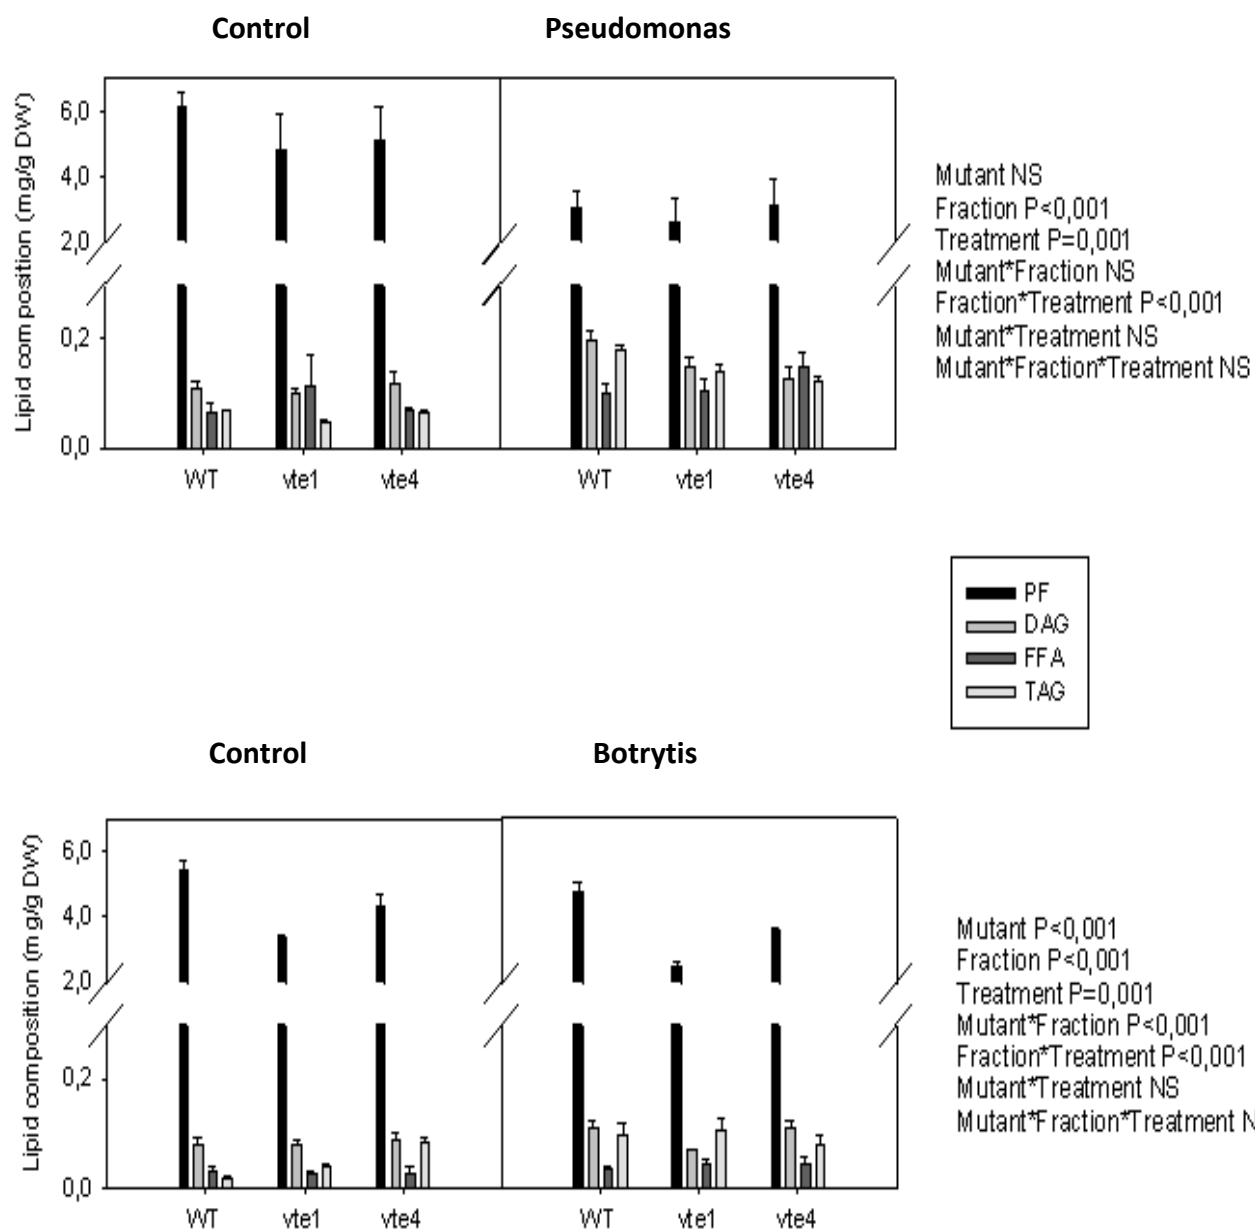 Control Pseudomonas
Lipid composition (mg/g DW)
6,0
4,0
2,0
0,2
0,0
WT vte1 vte4 WT vte1 vte4
Mutant NS
Fraction P<0,001
Treatment P=0,001
Mutant*Fraction NS
Fraction*Treatment P<0,001
Mutant*Treatment NS
Mutant*Fraction*Treatment NS
PF
DAG
FFA
TAG
Control Botrytis
Lipid composition (mg/g DW)
6,0
4,0
2,0
0,2
0,0
WT vte1 vte4 WT vte1 vte4
Mutant P<0,001
Fraction P<0,001
Treatment P=0,001
Mutant*Fraction P<0,001
Fraction*Treatment P<0,001
Mutant*Treatment NS
Mutant*Fraction*Treatment N